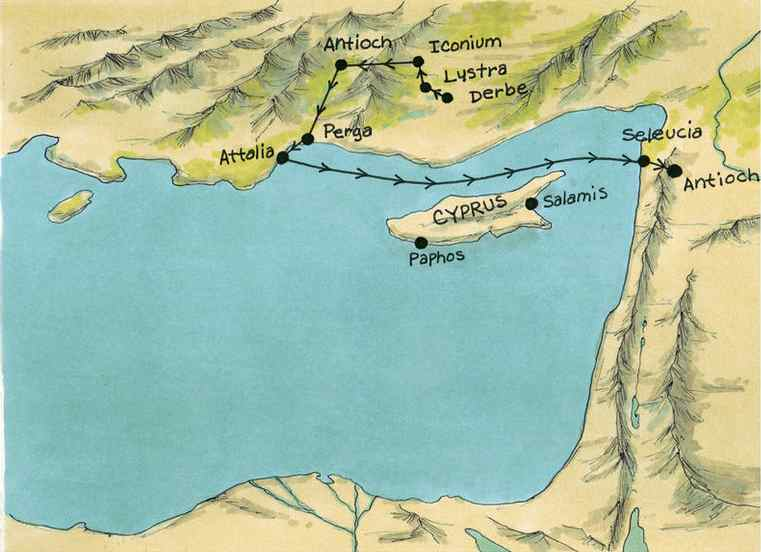 Antioch
Iconium
Lystra
Derbe
Perga
Attalia
Seleucia
Antioch
CYPRUS
Salamis
Paphos